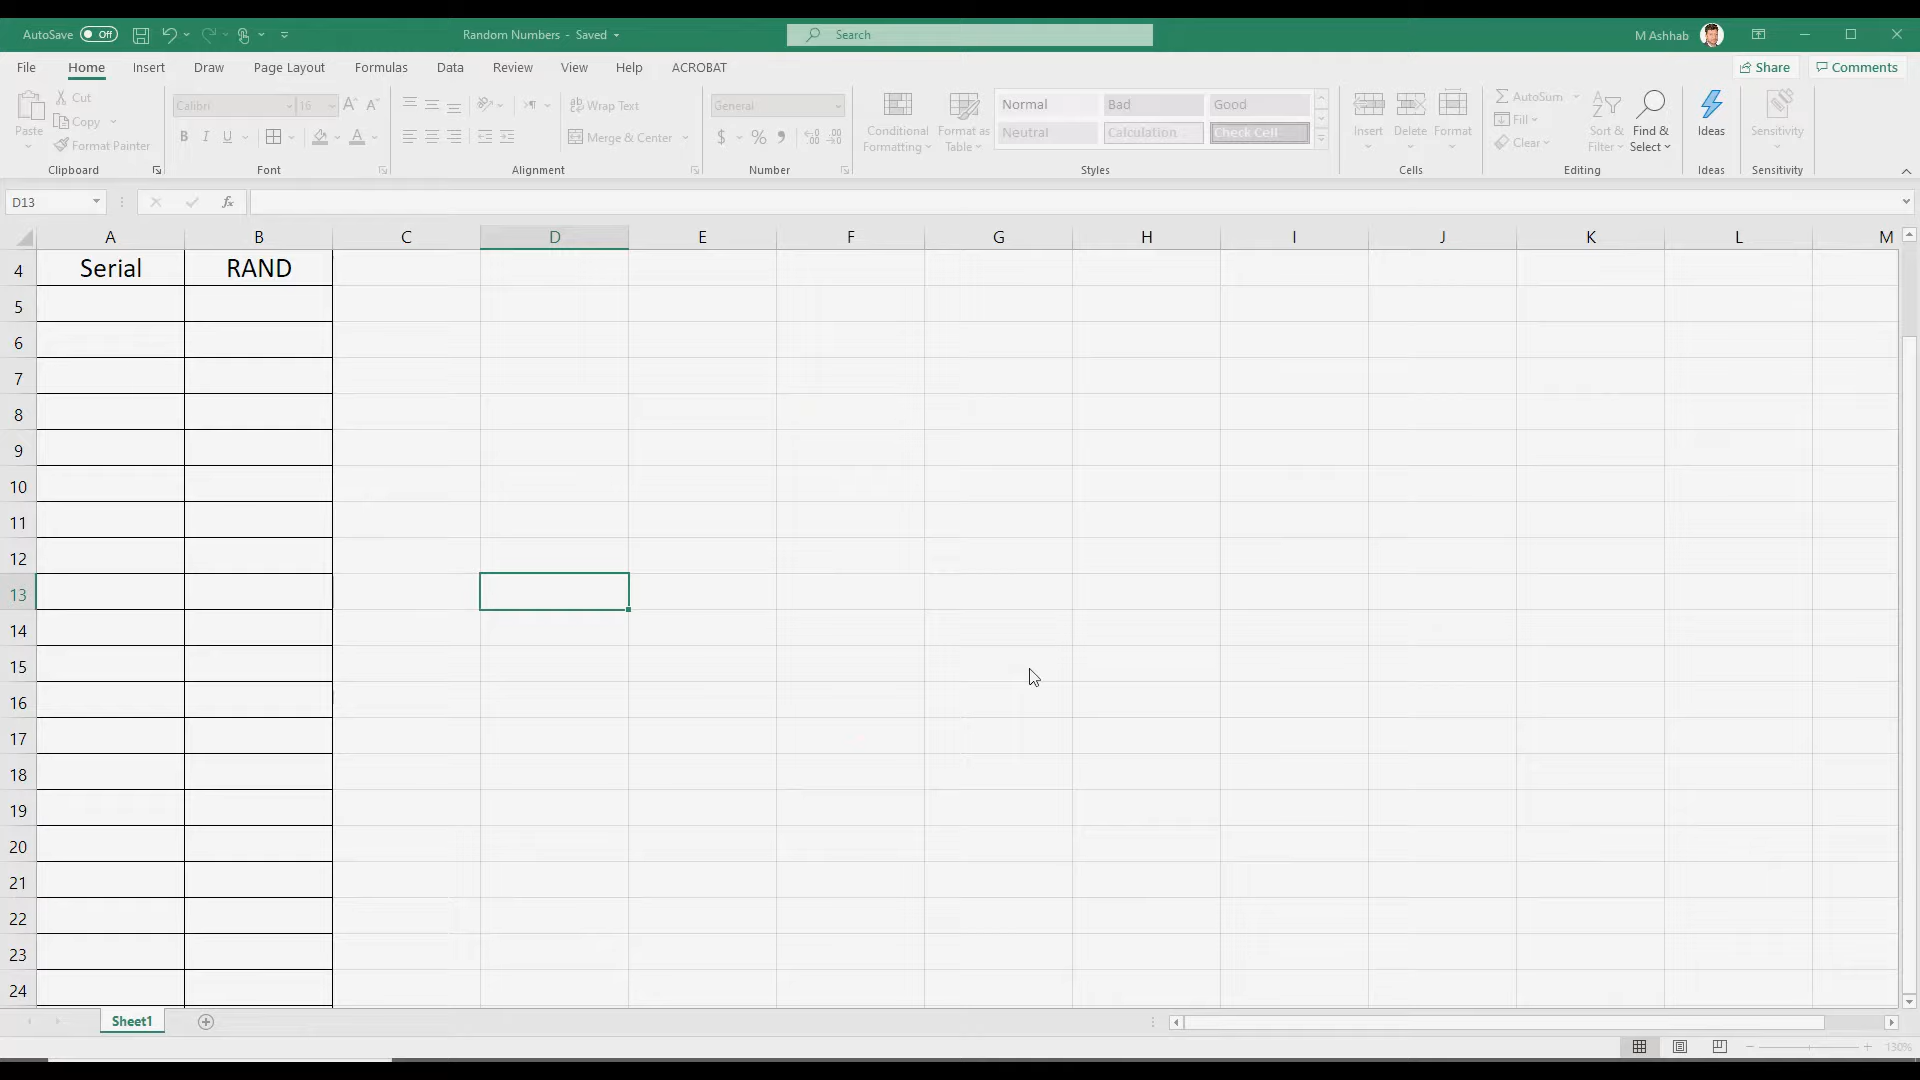 AutoSave Off
Random Numbers - Saved
Search
M Ashhab
File Home Insert Draw Page Layout Formulas Data Review View Help ACROBAT
Share Comments
Paste
Cut
Copy
Format Painter
Clipboard
Calibri 16
B I U
Font
Wrap Text
Merge & Center
Alignment
General
$ %
Number
Conditional Formatting
Format as Table
Normal Bad Good
Neutral Calculation Check Cell
Styles
Insert Delete Format
Cells
AutoSum
Fill
Clear
Sort & Filter
Find & Select
Editing
Ideas
Ideas
Sensitivity
Sensitivity
D13
fx
A B C D E F G H I J K L M
4 Serial RAND
5
6
7
8
9
10
11
12
13
14
15
16
17
18
19
20
21
22
23
24
Sheet1
130%